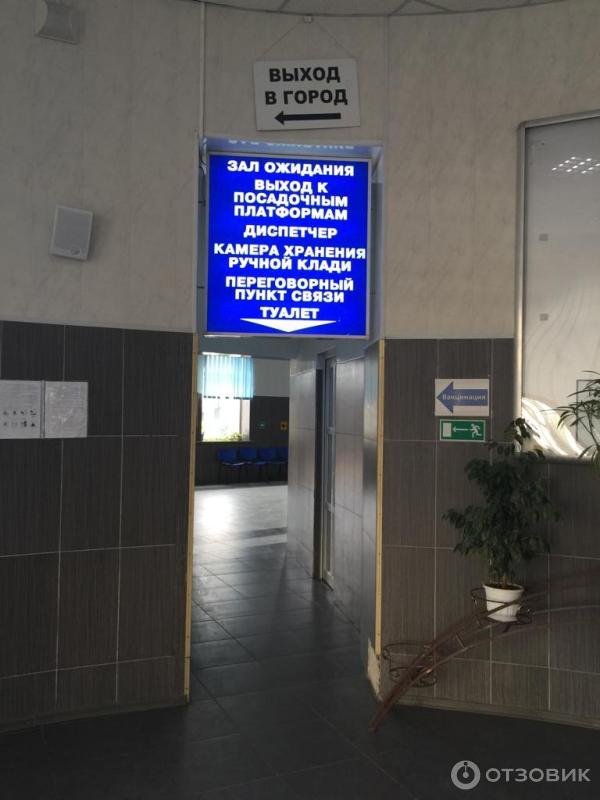 ВЫХОД
В ГОРОД
ЗАЛ ОЖИДАНИЯ
ВЫХОД К
ПОСАДОЧНЫМ
ПЛАТФОРМАМ
ДИСПЕТЧЕР
КАМЕРА ХРАНЕНИЯ
РУЧНОЙ КЛАДИ
ПЕРЕГОВОРНЫЙ
ПУНКТ СВЯЗИ
ТУАЛЕТ
Вакцинация
ОТЗОВИК